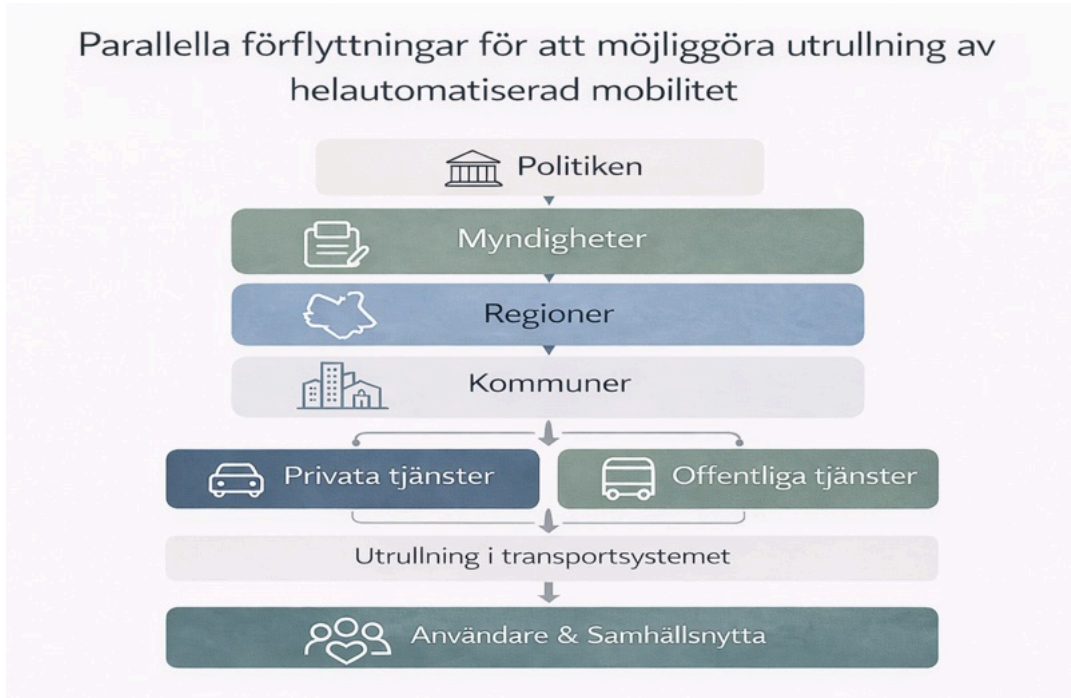 Parallella förflyttningar för att möjliggöra utrullning av
helautomatiserad mobilitet
Politiken
Myndigheter
Regioner
Kommuner
Privata tjänster
Offentliga tjänster
Utrullning i transportsystemet
Användare & Samhällsnytta